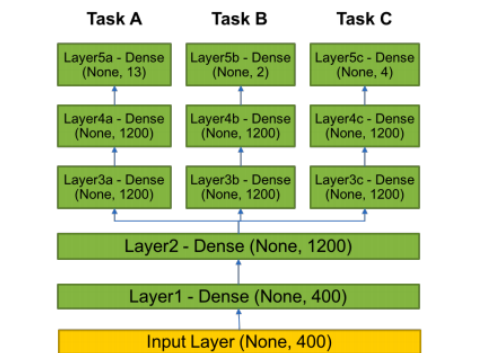 Task A
Task B
Task C
Layer5a - Dense
(None, 13)
Layer5b - Dense
(None, 2)
Layer5c - Dense
(None, 4)
Layer4a - Dense
(None, 1200)
Layer4b - Dense
(None, 1200)
Layer4c - Dense
(None, 1200)
Layer3a - Dense
(None, 1200)
Layer3b - Dense
(None, 1200)
Layer3c - Dense
(None, 1200)
Layer2 - Dense (None, 1200)
Layer1 - Dense (None, 400)
Input Layer (None, 400)